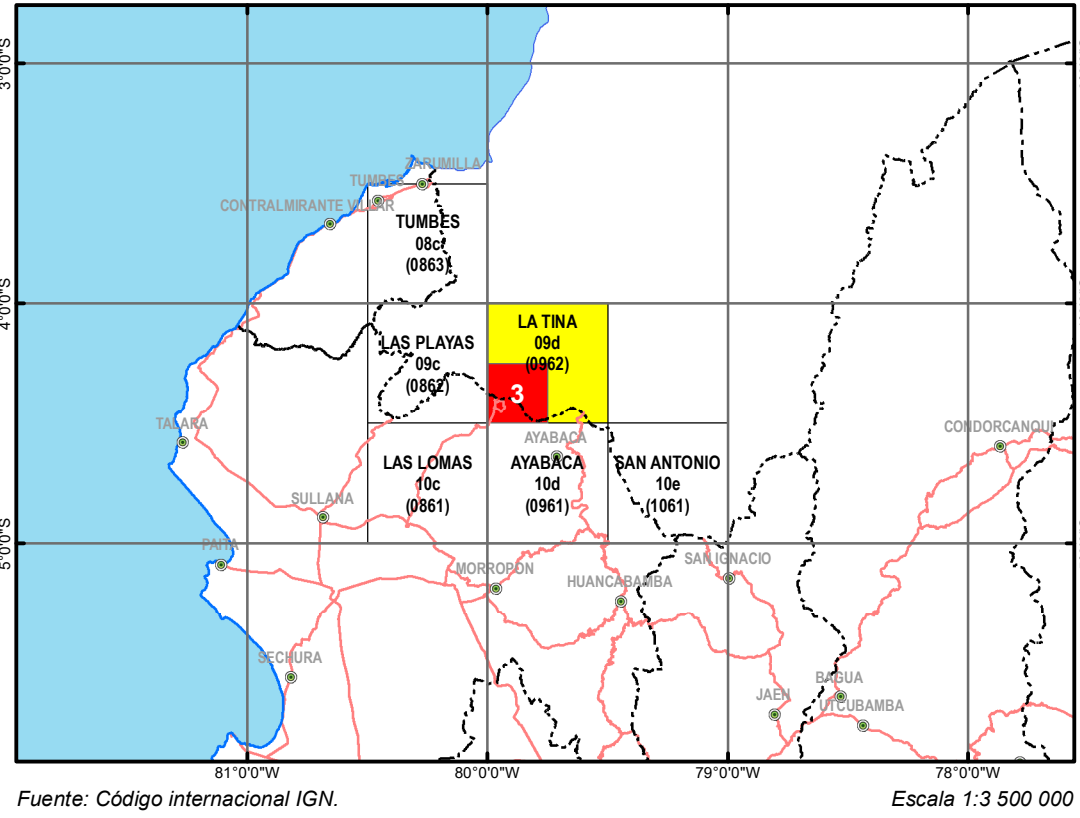 3°0'0"S
ZARUMILLA
TUMBES
CONTRALMIRANTE VILLAR
TUMBES
08c
(0863)
4°0'0"S
LA TINA
09d
(0962)
LAS PLAYAS
09c
(0862)
3
TALARA
AYABACA
CONDORCANQUI
LAS LOMAS
10c
(0861)
AYABACA
10d
(0961)
SAN ANTONIO
10e
(1061)
SULLANA
5°0'0"S
PAITA
MORROPON
HUANCABAMBA
SAN IGNACIO
SECHURA
JAEN
BAGUA
UTCUBAMBA
81°0'0"W
80°0'0"W
79°0'0"W
78°0'0"W
Fuente: Código internacional IGN.
Escala 1:3 500 000